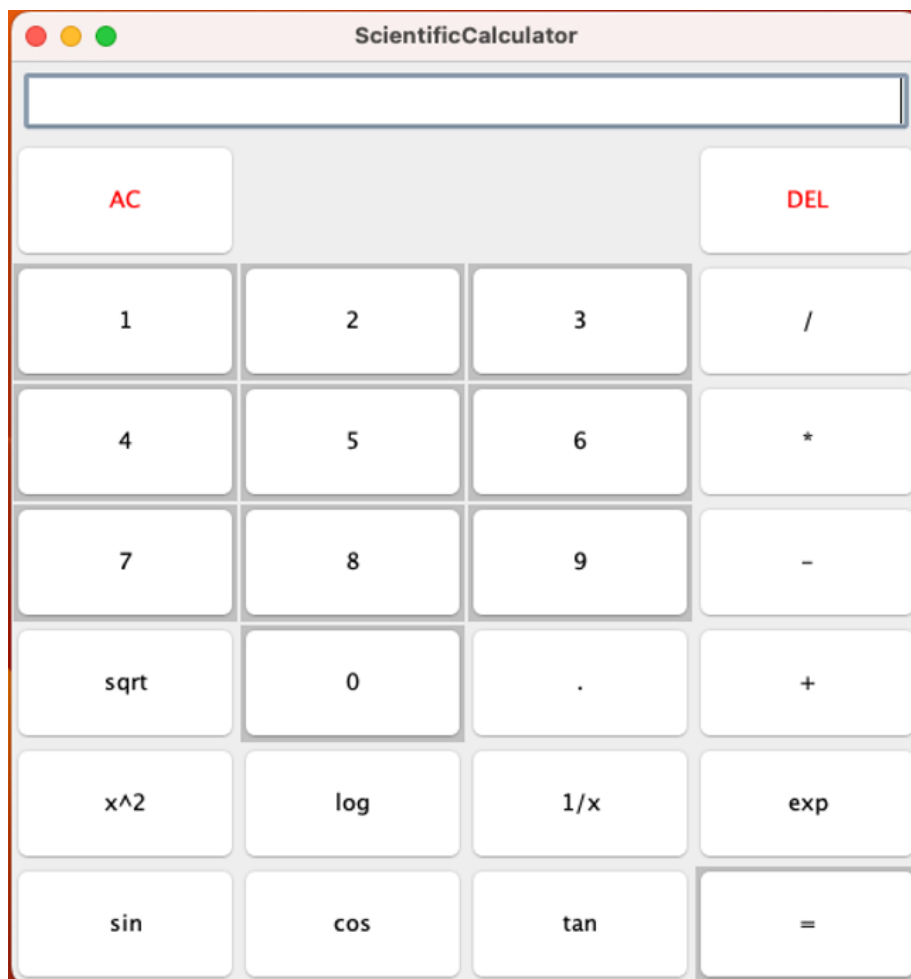 ScientificCalculator
AC DEL
1 2 3 /
4 5 6 *
7 8 9 -
sqrt 0 . +
x^2 log 1/x exp
sin cos tan =